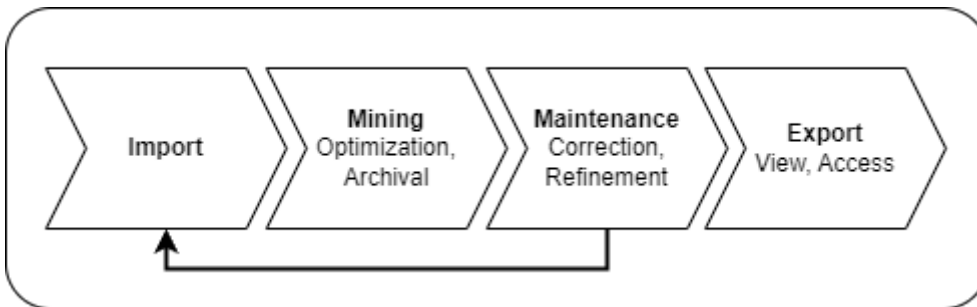 Import
Mining
Optimization,
Archival
Maintenance
Correction,
Refinement
Export
View, Access